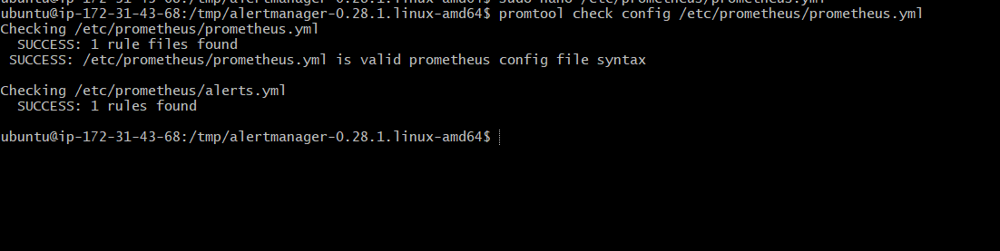 ubuntu@ip-172-31-43-68:/tmp/alertmanager-0.28.1.linux-amd64$ sudo nano /etc/prometheus/prometheus.yml
ubuntu@ip-172-31-43-68:/tmp/alertmanager-0.28.1.linux-amd64$ promtool check config /etc/prometheus/prometheus.yml
Checking /etc/prometheus/prometheus.yml
  SUCCESS: 1 rule files found
 SUCCESS: /etc/prometheus/prometheus.yml is valid prometheus config file syntax

Checking /etc/prometheus/alerts.yml
  SUCCESS: 1 rules found

ubuntu@ip-172-31-43-68:/tmp/alertmanager-0.28.1.linux-amd64$